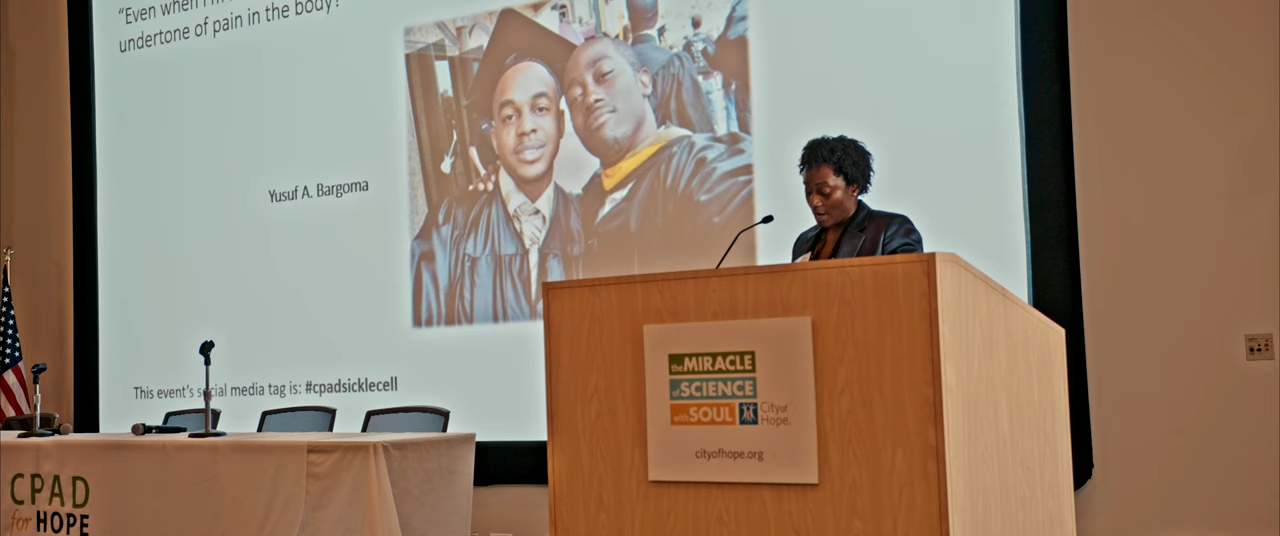 “Even when I'm
undertone of pain in the body.
Yusuf A. Bargoma
This event's social media tag is: #cpadsicklecell
the MIRACLE
of SCIENCE
with SOUL
City of
Hope.
cityofhope.org
CPAD
for HOPE